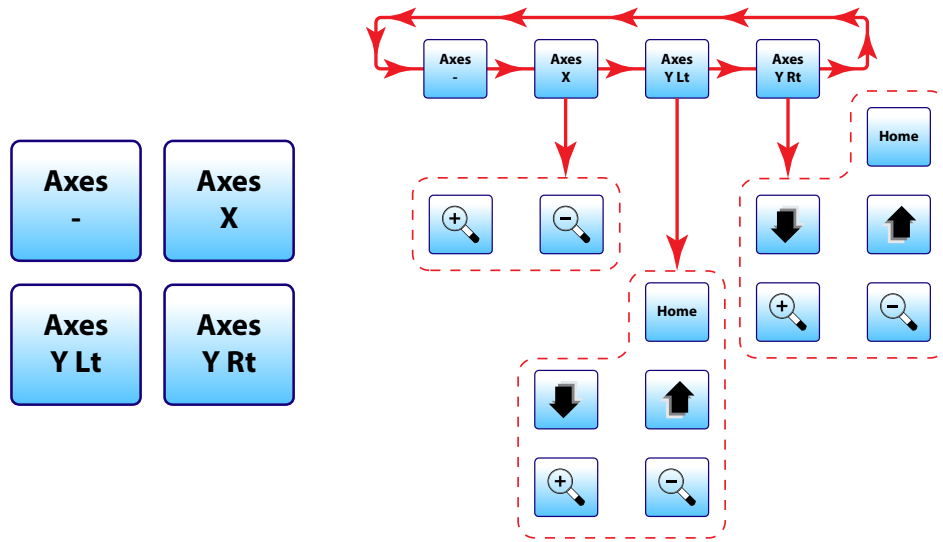 Axes
-
Axes
X
Axes
Y Lt
Axes
Y Rt
Axes
-
Axes
X
Axes
Y Lt
Axes
Y Rt
Home
Home